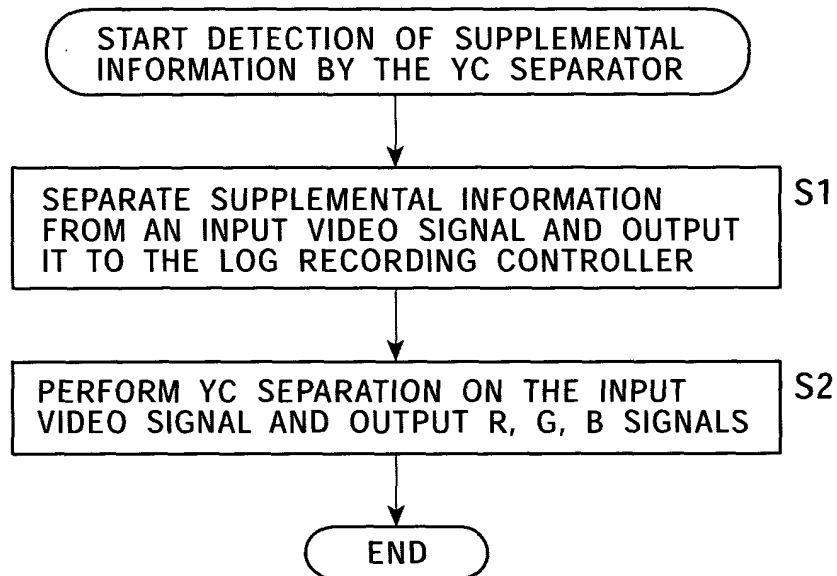 START DETECTION OF SUPPLEMENTAL
INFORMATION BY THE YC SEPARATOR
SEPARATE SUPPLEMENTAL INFORMATION
FROM AN INPUT VIDEO SIGNAL AND OUTPUT
IT TO THE LOG RECORDING CONTROLLER
S1
PERFORM YC SEPARATION ON THE INPUT
VIDEO SIGNAL AND OUTPUT R, G, B SIGNALS
S2
END